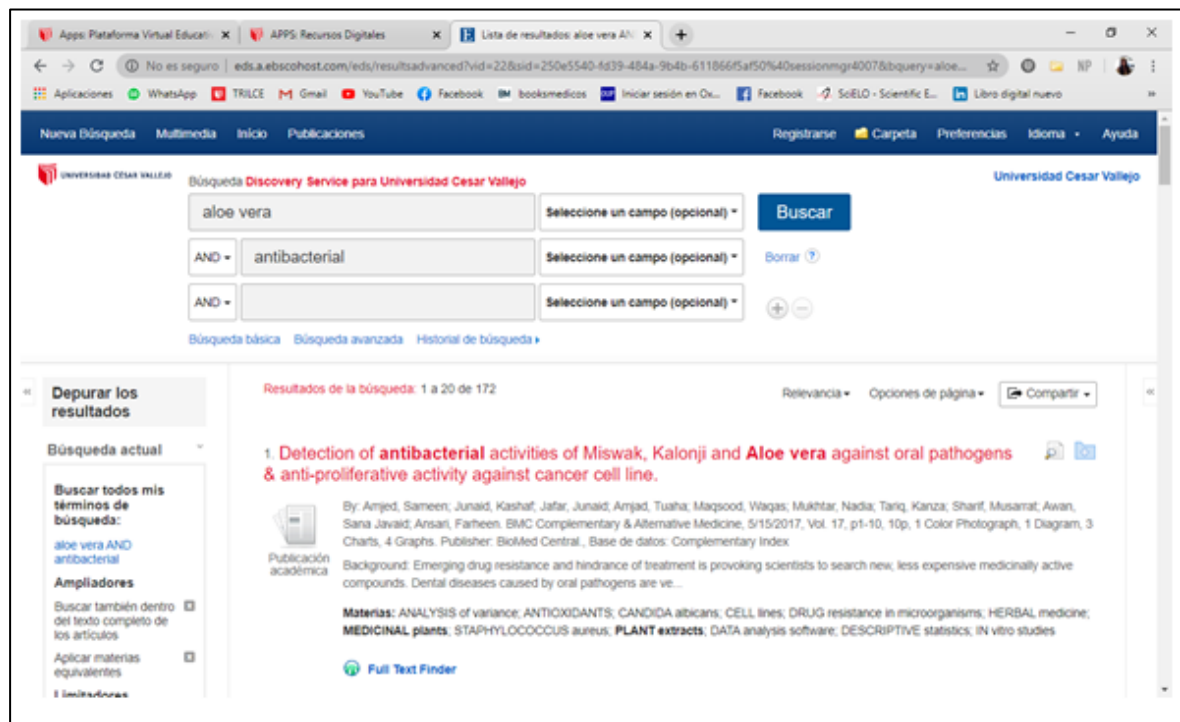 Apps: Plataforma Virtual Educati
APPS: Recursos Digitales
Lista de resultados: aloe vera AN
No es seguro | eds.a.ebscohost.com/eds/resultsadvanced?vid=22&sid=250e5540-fd39-484a-9b4b-611866f5af50%40sessionmgr4007&bquery=aloe...
NP
Aplicaciones WhatsApp TRILCE Gmail YouTube Facebook booksmedicos Iniciar sesión en Ox... Facebook SciELO - Scientific E... Libro digital nuevo »
Nueva Búsqueda Multimedia Inicio Publicaciones Registrarse Carpeta Preferencias Idioma Ayuda
UNIVERSIDAD CÉSAR VALLEJO
Búsqueda Discovery Service para Universidad Cesar Vallejo
Universidad Cesar Vallejo
aloe vera Seleccione un campo (opcional) Buscar
AND antibacterial Seleccione un campo (opcional) Borrar ?
AND Seleccione un campo (opcional)
Búsqueda básica Búsqueda avanzada Historial de búsqueda
« Depurar los
resultados
Búsqueda actual
Buscar todos mis
términos de
búsqueda:
aloe vera AND
antibacterial
Ampliadores
Buscar también dentro
del texto completo de
los artículos
Aplicar materias
equivalentes
Limitadores
Resultados de la búsqueda: 1 a 20 de 172
Relevancia Opciones de página Compartir «
1. Detection of antibacterial activities of Miswak, Kalonji and Aloe vera against oral pathogens
& anti-proliferative activity against cancer cell line.
Publicación
académica
By: Amjed, Sameen; Junaid, Kashaf; Jafar, Junaid; Amjad, Tuaha; Maqsood, Waqas; Mukhtar, Nadia; Tariq, Kanza; Sharif, Musarrat; Awan,
Sana Javaid; Ansari, Farheen. BMC Complementary & Alternative Medicine, 5/15/2017, Vol. 17, p1-10, 10p, 1 Color Photograph, 1 Diagram, 3
Charts, 4 Graphs. Publisher: BioMed Central., Base de datos: Complementary
Index
Background: Emerging drug resistance and hindrance of treatment is provoking scientists to search new, less expensive medicinally active
compounds. Dental diseases caused by oral pathogens are ve...
Materias: ANALYSIS of variance; ANTIOXIDANTS; CANDIDA albicans; CELL lines; DRUG resistance in microorganisms; HERBAL medicine;
MEDICINAL plants; STAPHYLOCOCCUS aureus; PLANT extracts; DATA analysis software; DESCRIPTIVE statistics; IN vitro studies
Full Text Finder